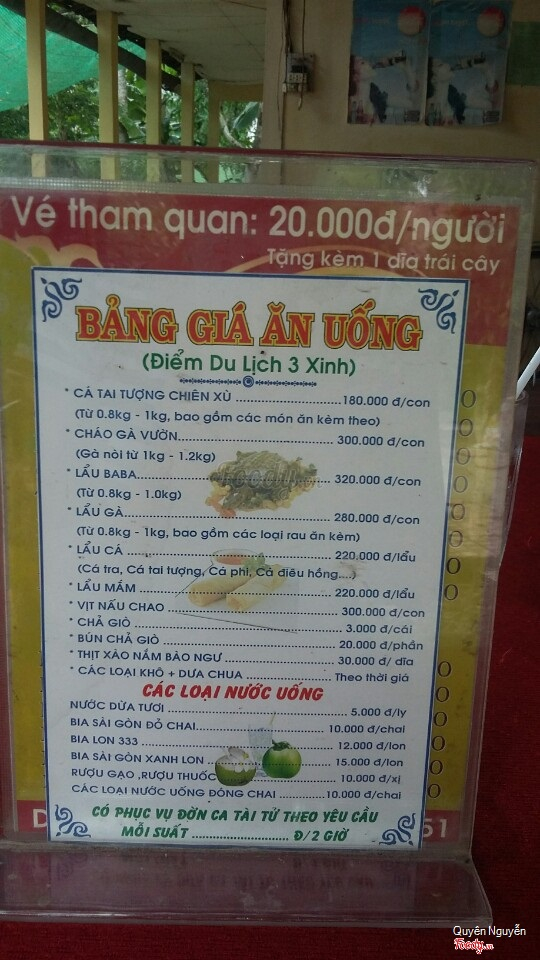 Vé tham quan: 20.000đ/người
Tặng kèm 1 dĩa trái cây
BẢNG GIÁ ĂN UỐNG
(Điểm Du Lịch 3 Xinh)
* CÁ TAI TƯỢNG CHIÊN XÙ ........................180.000 đ/con
(Từ 0.8kg - 1kg, bao gồm các món ăn kèm theo)
* CHÁO GÀ VƯỜN....................................... 300.000 đ/con
(Gà nòi từ 1kg - 1.2kg)
* LẨU BABA................................................. 320.000 đ/con
(Từ 0.8kg - 1.0kg)
* LẨU GÀ..................................................... 280.000 đ/con
(Từ 0.8kg - 1kg, bao gồm các loại rau ăn kèm)
* LẨU CÁ .................................................... 220.000 đ/lẩu
(Cá tra, Cá tai tượng, Cá phi, Cá điêu hồng....)
* LẨU MẮM ................................................. 220.000 đ/lẩu
* VỊT NẤU CHAO ........................................ 300.000 đ/con
* CHẢ GIÒ ..................................................... 3.000 đ/cái
* BÚN CHẢ GIÒ ......................................... 20.000 đ/phần
* THỊT XÀO NẤM BÀO NGƯ ........................ 30.000 đ/ dĩa
* CÁC LOẠI KHÔ + DƯA CHUA .................. Theo thời giá
CÁC LOẠI NƯỚC UỐNG
NƯỚC DỪA TƯƠI ........................................... 5.000 đ/ly
BIA SÀI GÒN ĐỎ CHAI................................ 10.000 đ/chai
BIA LON 333 ................................................ 12.000 đ/lon
BIA SÀI GÒN XANH LON ............................ 15.000 đ/lon
RƯỢU GẠO ,RƯỢU THUỐC ........................ 10.000 đ/xị
CÁC LOẠI NƯỚC UỐNG ĐÓNG CHAI ...........10.000 đ/chai
CÓ PHỤC VỤ ĐỜN CA TÀI TỬ THEO YÊU CẦU
MỖI SUẤT ........................ Đ/2 GIỜ
51
Quyên Nguyễn
Foody.vn